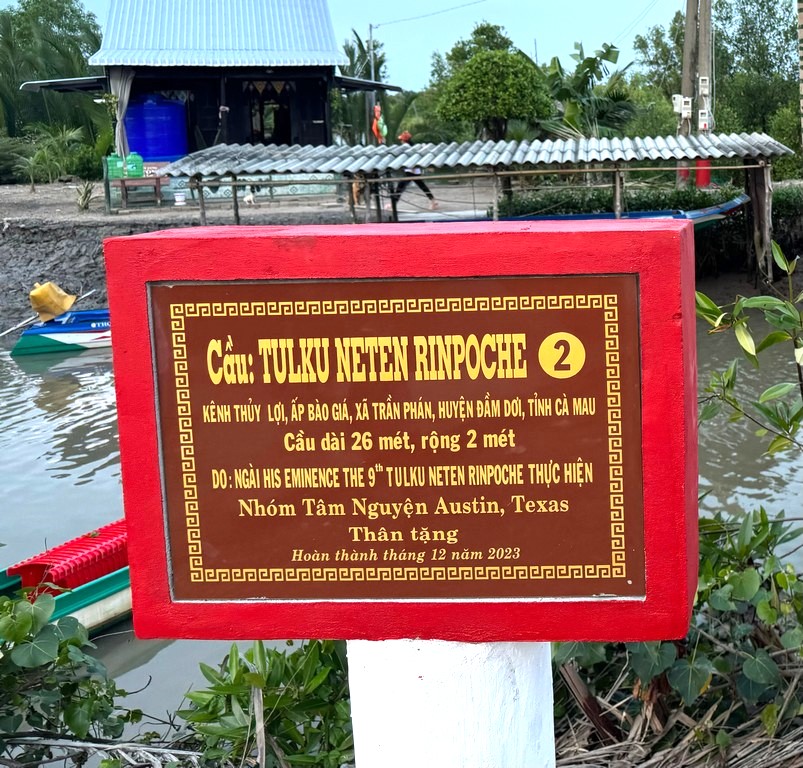 Cầu: TULKU NETEN RINPOCHE 2
KÊNH THỦY LỢI, ẤP BÀO GIÁ, XÃ TRẦN PHÁN, HUYỆN ĐẦM DƠI, TỈNH CÀ MAU
Cầu dài 26 mét, rộng 2 mét
DO : NGÀI HIS EMINENCE THE 9th TULKU NETEN RINPOCHE THỰC HIỆN
Nhóm Tâm Nguyện Austin, Texas
Thân tặng
Hoàn thành tháng 12 năm 2023